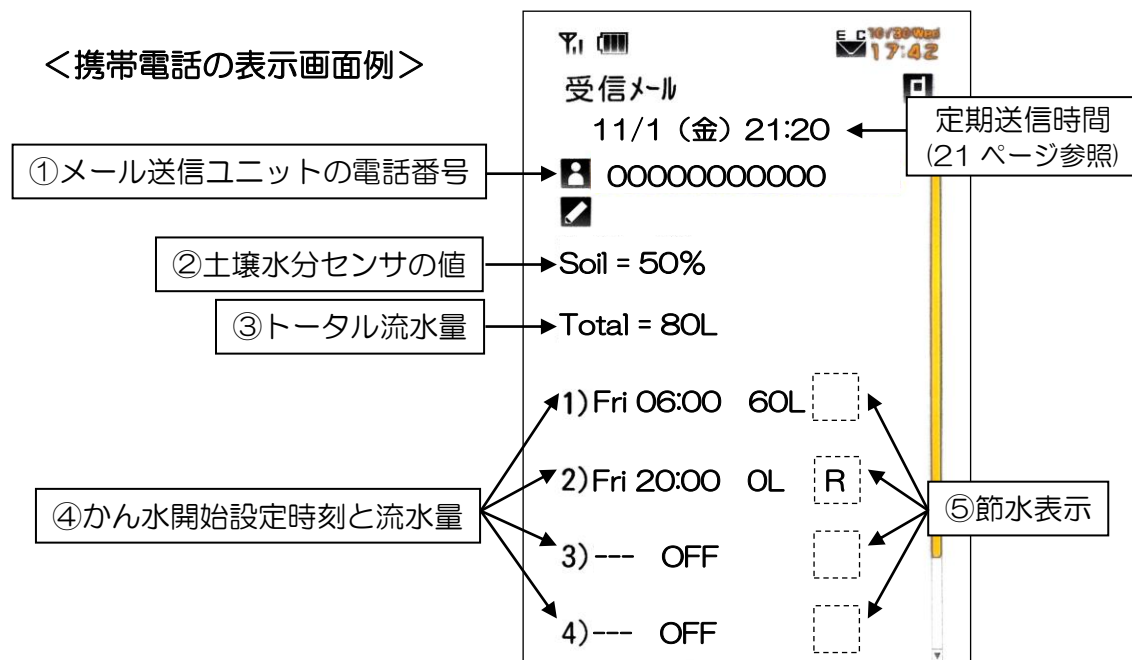 ＜携帯電話の表示画面例＞
E C 10/30 Wed
17:42
受信メール
11/1（金）21:20
定期送信時間
(21 ページ参照)
①メール送信ユニットの電話番号
00000000000
②土壌水分センサの値
Soil = 50%
③トータル流水量
Total = 80L
1) Fri 06:00 60L
2) Fri 20:00 0L R
④かん水開始設定時刻と流水量
⑤節水表示
3) --- OFF
4) --- OFF